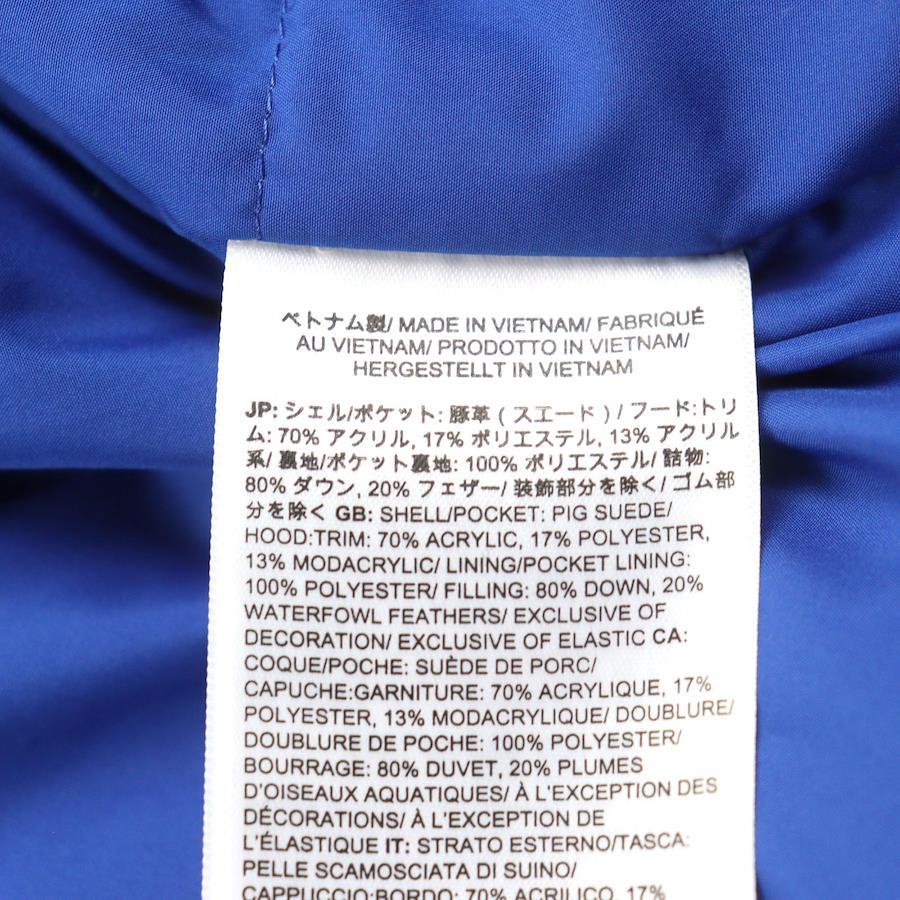 ベトナム製/ MADE IN VIETNAM/ FABRIQUÉ
AU VIETNAM/ PRODOTTO IN VIETNAM/
HERGESTELLT IN VIETNAM
JP: シェル/ポケット: 豚革 ( スエード ) / フード:トリ
ム: 70% アクリル, 17% ポリエステル, 13% アクリル
系/ 裏地/ポケット裏地: 100% ポリエステル/ 詰物:
80% ダウン, 20% フェザー/ 装飾部分を除く/ ゴム部
分を除く GB: SHELL/POCKET: PIG SUEDE/
HOOD:TRIM: 70% ACRYLIC, 17% POLYESTER,
13% MODACRYLIC/ LINING/POCKET LINING:
100% POLYESTER/ FILLING: 80% DOWN, 20%
WATERFOWL FEATHERS/ EXCLUSIVE OF
DECORATION/ EXCLUSIVE OF ELASTIC CA:
COQUE/POCHE: SUÈDE DE PORC/
CAPUCHE:GARNITURE: 70% ACRYLIQUE, 17%
POLYESTER, 13% MODACRYLIQUE/ DOUBLURE/
DOUBLURE DE POCHE: 100% POLYESTER/
BOURRAGE: 80% DUVET, 20% PLUMES
D'OISEAUX AQUATIQUES/ À L'EXCEPTION DES
DÉCORATIONS/ À L'EXCEPTION DE
L'ÉLASTIQUE IT: STRATO ESTERNO/TASCA:
PELLE SCAMOSCIATA DI SUINO/
CAPPUCCIO:BORDO: 70% ACRILICO, 17%